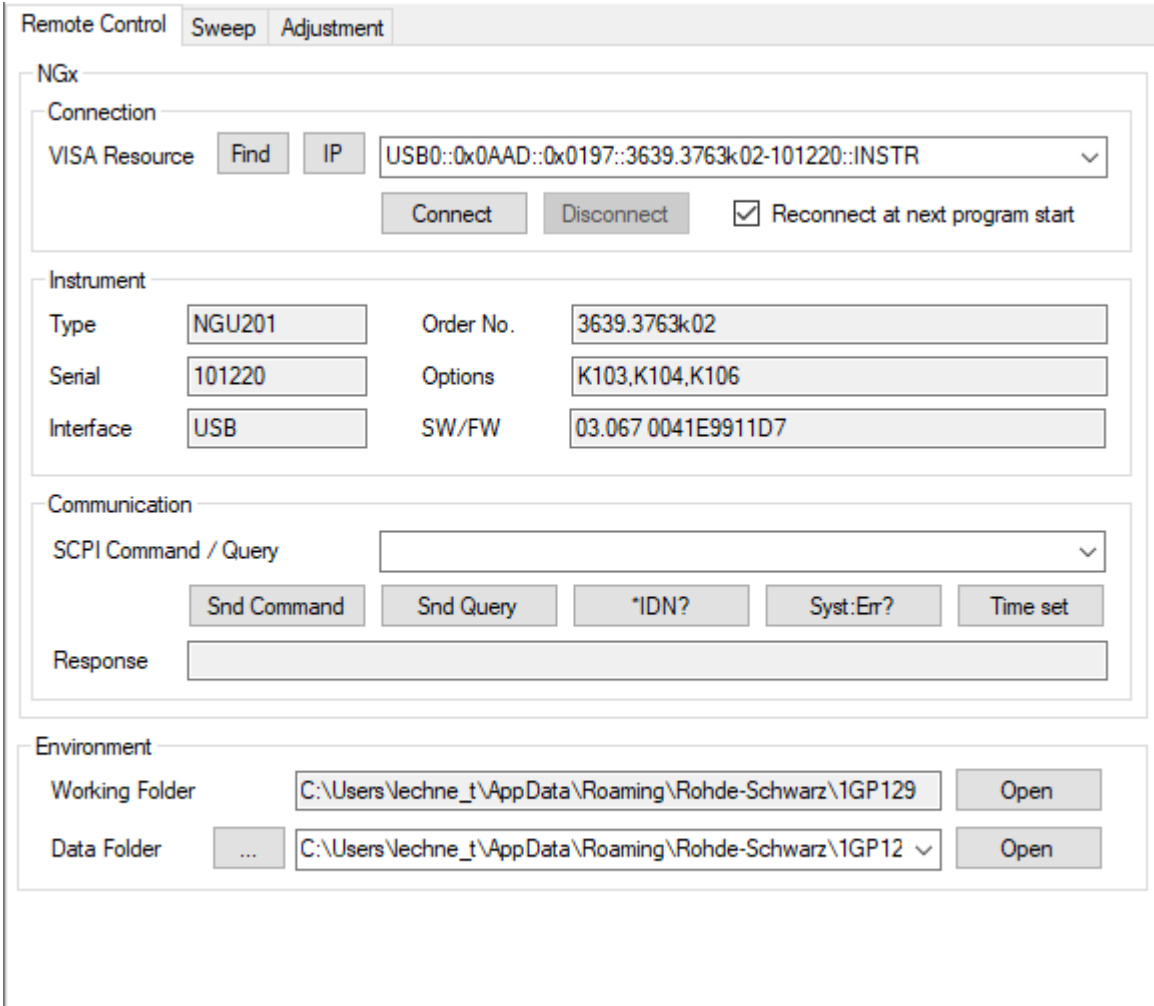 Remote Control Sweep Adjustment
NGx
Connection
VISA Resource Find IP USB0::0x0AAD::0x0197::3639.3763k02-101220::INSTR
Connect Disconnect Reconnect at next program start
Instrument
Type NGU201 Order No. 3639.3763k02
Serial 101220 Options K103,K104,K106
Interface USB SW/FW 03.067 0041E9911D7
Communication
SCPI Command / Query
Snd Command Snd Query *IDN? Syst:Err? Time set
Response
Environment
Working Folder C:\Users\lechne_t\AppData\Roaming\Rohde-Schwarz\1GP129 Open
Data Folder ... C:\Users\lechne_t\AppData\Roaming\Rohde-Schwarz\1GP12 Open